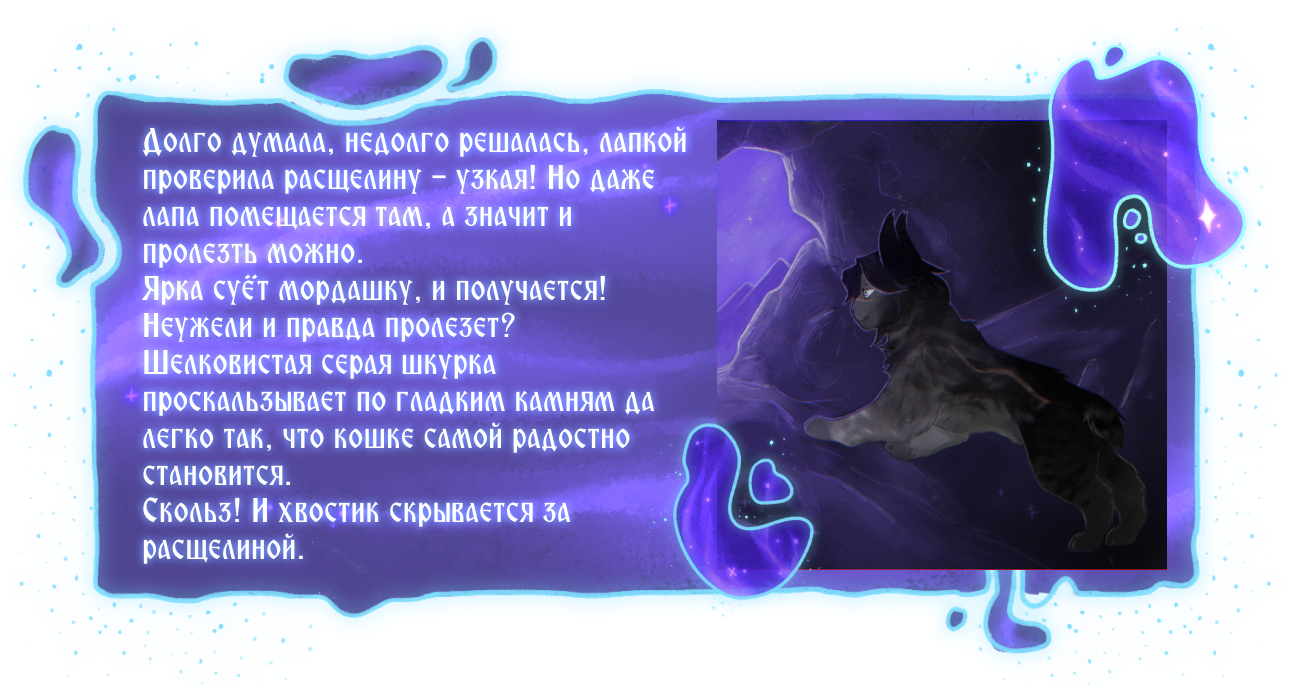 Долго думала, недолго решалась, лапкой
проверила расщелину – узкая! Но даже
лапа помещается там, а значит и
пролезть можно.
Ярка суёт мордашку, и получается!
Неужели и правда пролезет?
Шелковистая серая шкурка
проскальзывает по гладким камням да
легко так, что кошке самой радостно
становится.
Скользь! И хвостик скрывается за
расщелиной.